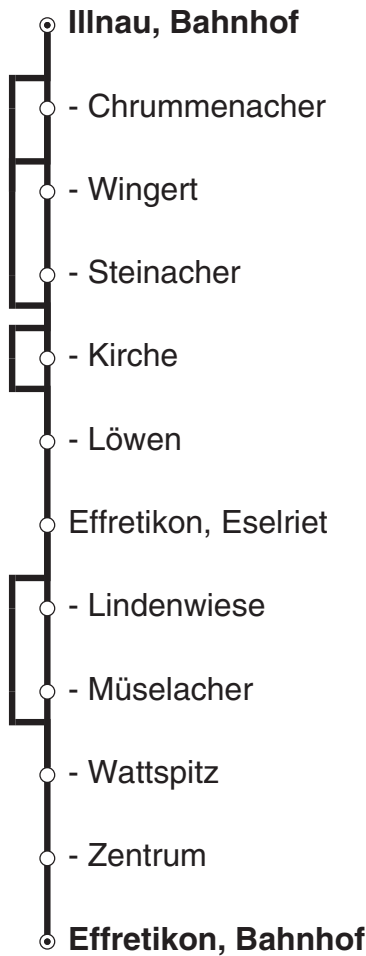 Illnau, Bahnhof
- Chrummenacher
- Wingert
- Steinacher
- Kirche
- Löwen
Effretikon, Eselriet
- Lindenwiese
- Müselacher
- Wattspitz
- Zentrum
Effretikon, Bahnhof